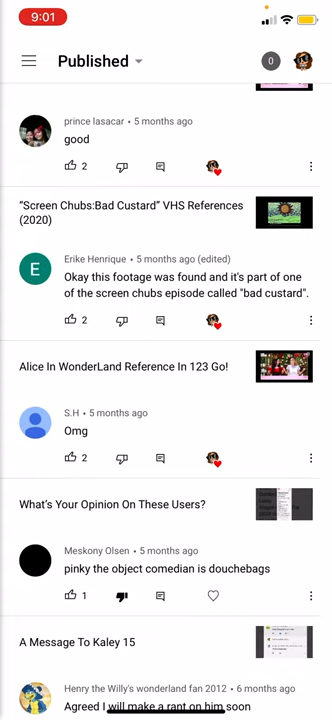 9:01
Published
0
prince lasacar • 5 months ago
good
2
“Screen Chubs:Bad Custard” VHS References
(2020)
E
Erike Henrique • 5 months ago (edited)
Okay this footage was found and it's part of one
of the screen chubs episode called "bad custard".
2
Alice In WonderLand Reference In 123 Go!
S.H • 5 months ago
Omg
2
What’s Your Opinion On These Users?
Meskony Olsen • 5 months ago
pinky the object comedian is douchebags
1
A Message To Kaley 15
Henry the Willy's wonderland fan 2012 • 6 months ago
Agreed I will make a rant on him soon